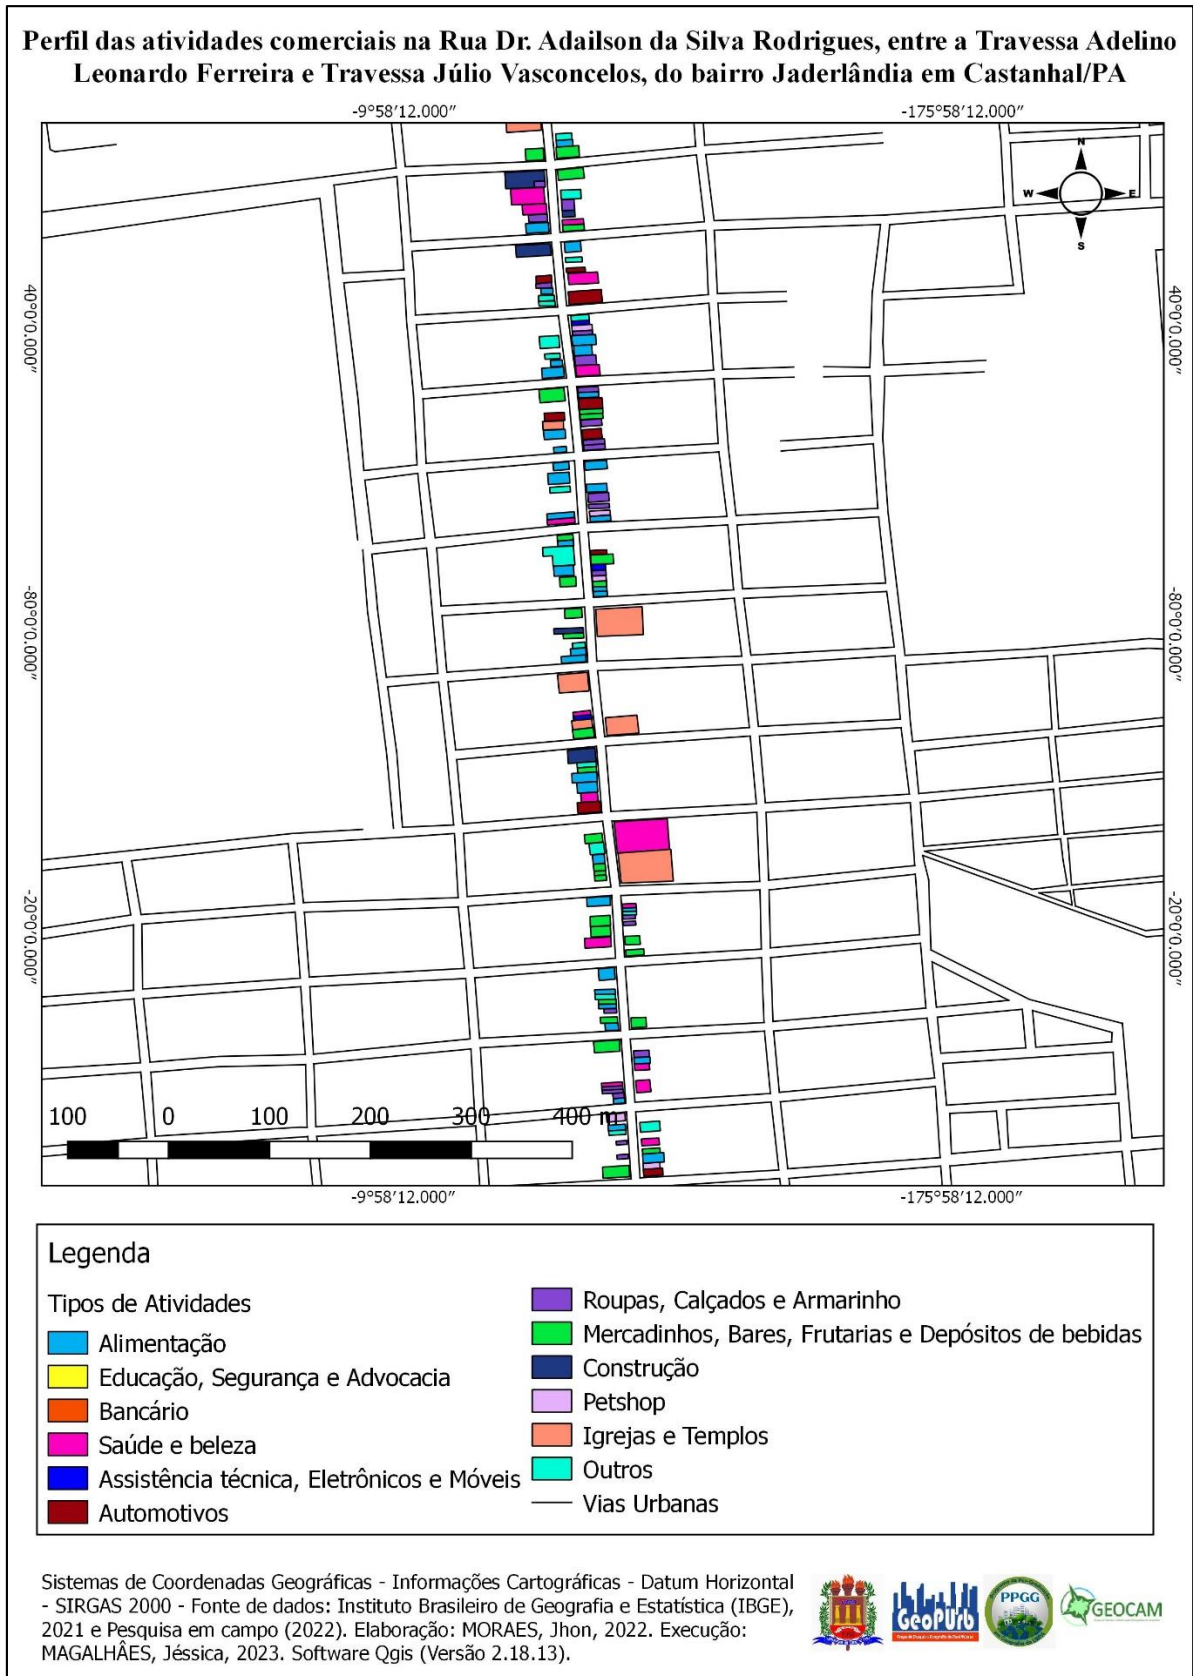 Perfil das atividades comerciais na Rua Dr. Adailson da Silva Rodrigues, entre a Travessa Adelino
Leonardo Ferreira e Travessa Júlio Vasconcelos, do bairro Jaderlândia em Castanhal/PA
-9°58′12.000″
-175°58′12.000″
N
W
E
S
40°0′0.000″
40°0′0.000″
-80°0′0.000″
-80°0′0.000″
-20°0′0.000″
-20°0′0.000″
100 0 100 200 300 400 m
-9°58′12.000″
-175°58′12.000″
Legenda
Tipos de Atividades
Alimentação
Educação, Segurança e Advocacia
Bancário
Saúde e beleza
Assistência técnica, Eletrônicos e Móveis
Automotivos
Roupas, Calçados e Armarinho
Mercadinhos, Bares, Frutarias e Depósitos de bebidas
Construção
Petshop
Igrejas e Templos
Outros
Vias Urbanas
Sistemas de Coordenadas Geográficas - Informações Cartográficas - Datum Horizontal
- SIRGAS 2000 - Fonte de dados: Instituto Brasileiro de Geografia e Estatística (IBGE),
2021 e Pesquisa em campo (2022). Elaboração: MORAES, Jhon, 2022. Execução:
MAGALHÂES, Jéssica, 2023. Software Qgis (Versão 2.18.13).
GeoPUrb
PPGG
GEOCAM